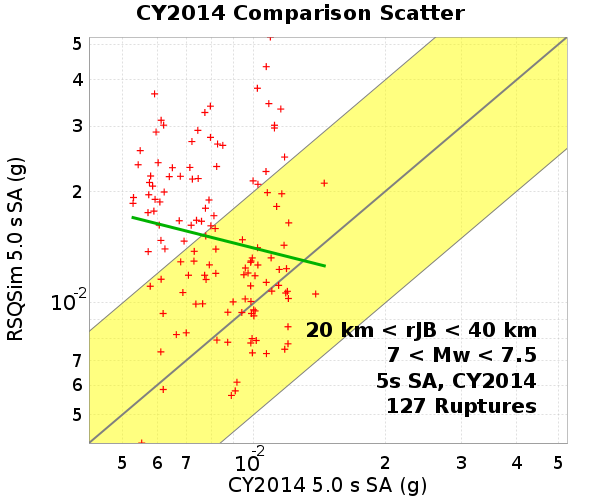 CY2014 Comparison Scatter
RSQSim 5.0 s SA (g)
5
4
3
2
10-2
7
6
5
20 km < rJB < 40 km
7 < Mw < 7.5
5s SA, CY2014
127 Ruptures
5 6 7 10-2 2 3 4 5
CY2014 5.0 s SA (g)